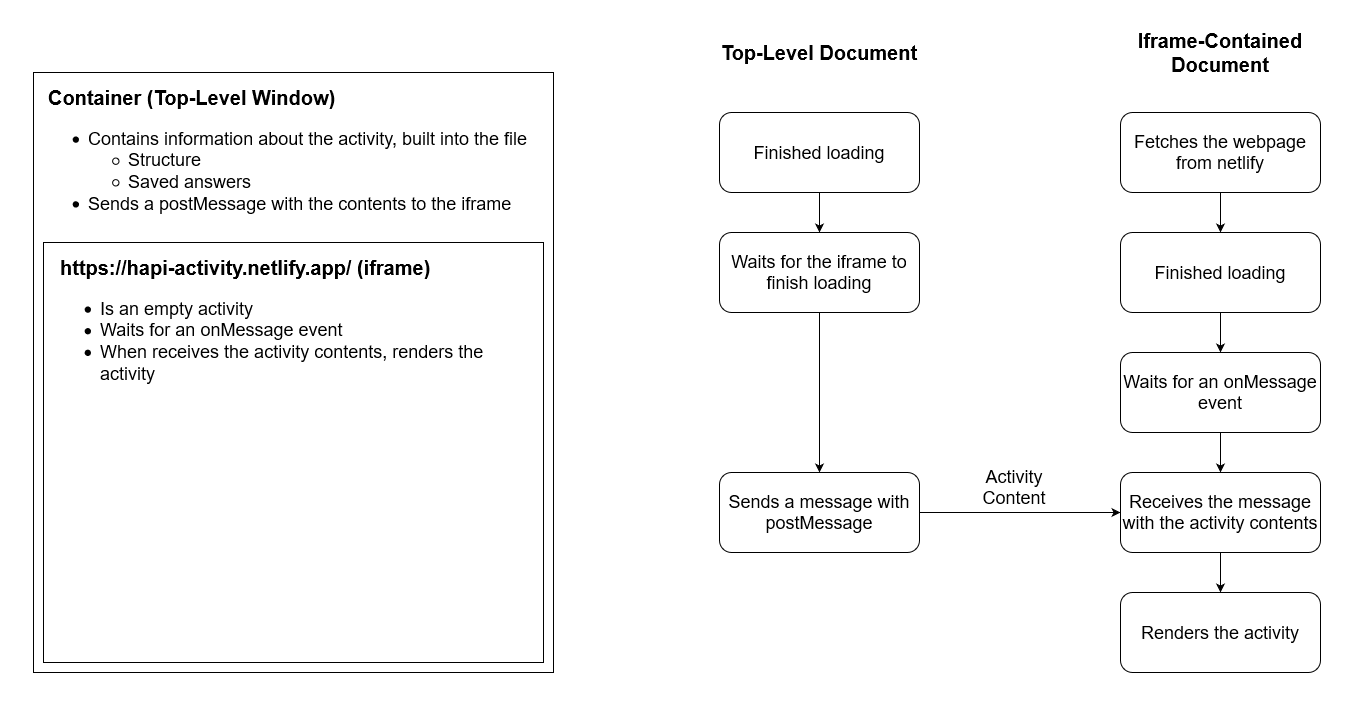 Container (Top-Level Window)
Contains information about the activity, built into the file
Structure
Saved answers
Sends a postMessage with the contents to the iframe
https://hapi-activity.netlify.app/ (iframe)
Is an empty activity
Waits for an onMessage event
When receives the activity contents, renders the
activity
Top-Level Document
Finished loading
Waits for the iframe to
finish loading
Sends a message with
postMessage
Activity
Content
Iframe-Contained
Document
Fetches the webpage
from netlify
Finished loading
Waits for an onMessage
event
Receives the message
with the activity contents
Renders the activity